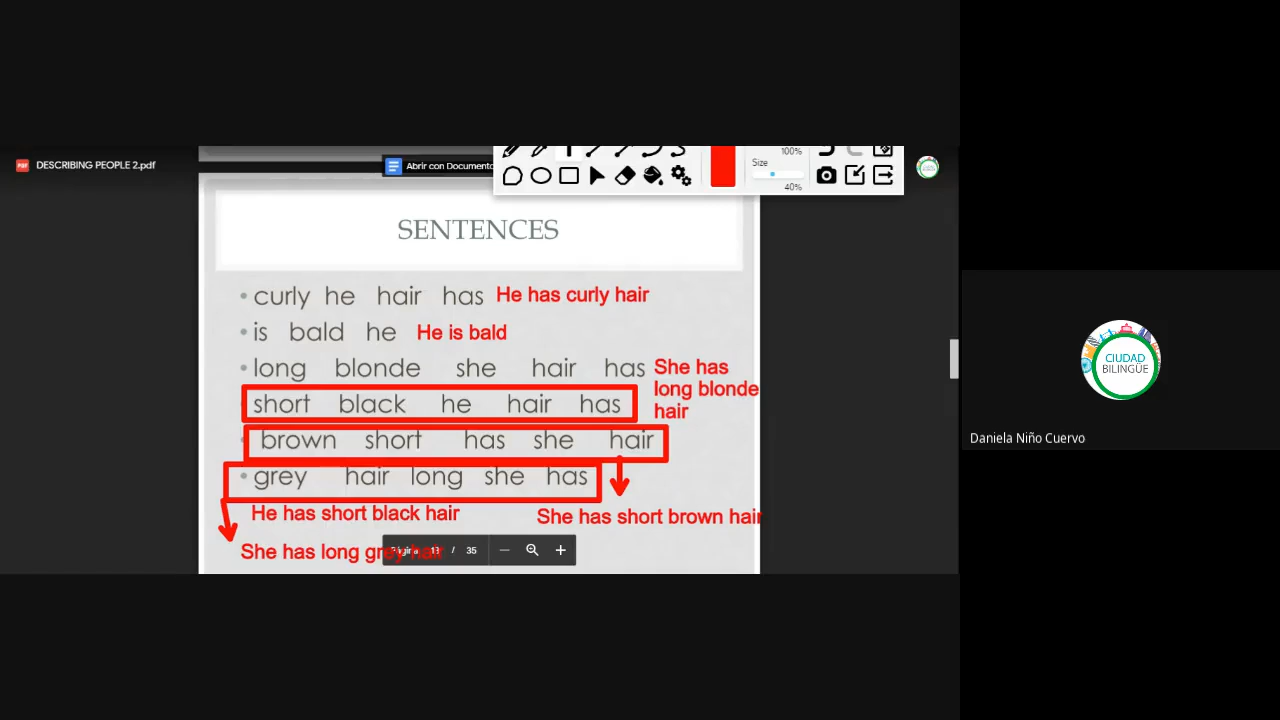 DESCRIBING PEOPLE 2.pdf
Abrir con Documento
100%
Size
40%
SENTENCES
curly he hair has He has curly hair
is bald he He is bald
long blonde she hair has She has
long blonde
short black he hair has
hair
brown short has she hair
grey hair long she has
He has short black hair
She has short brown hair
She has long grey hair
Página / 35
CIUDAD
BILINGÜE
Daniela Niño Cuervo